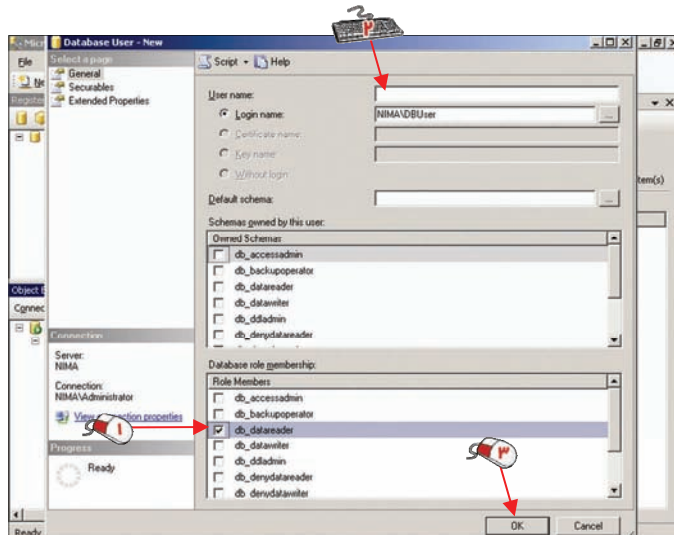 ۲
- Micr
Database User - New
File
Select a page
General
Securables
Extended Properties
Script
Help
User name:
Login name:
NIMA\DBUser
...
Certificate name:
Key name:
Without login
Default schema:
...
tem(s)
Schemas owned by this user:
Owned Schemas
db_accessadmin
db_backupoperator
db_datareader
db_datawriter
db_ddladmin
db_denydatareader
Object E
Connec
Connection
Server:
NIMA
Connection:
NIMA\Administrator
View connection properties
۱
Progress
Ready
Database role membership:
Role Members
db_accessadmin
db_backupoperator
db_datareader
db_datawriter
db_ddladmin
db_denydatareader
db_denydatawriter
۳
OK
Cancel
Ready